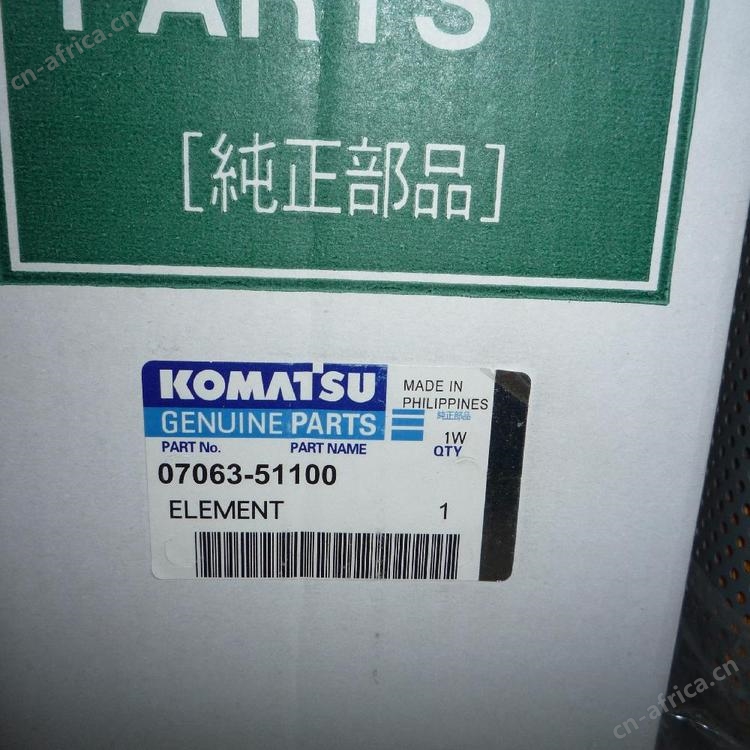 PARTS
[純正部品]
KOMATSU
MADE IN
PHILIPPINES
GENUINE PARTS
純正部品
1W
PART No. PART NAME QTY
07063-51100
ELEMENT 1
cn-africa.cn
cn-africa.cn